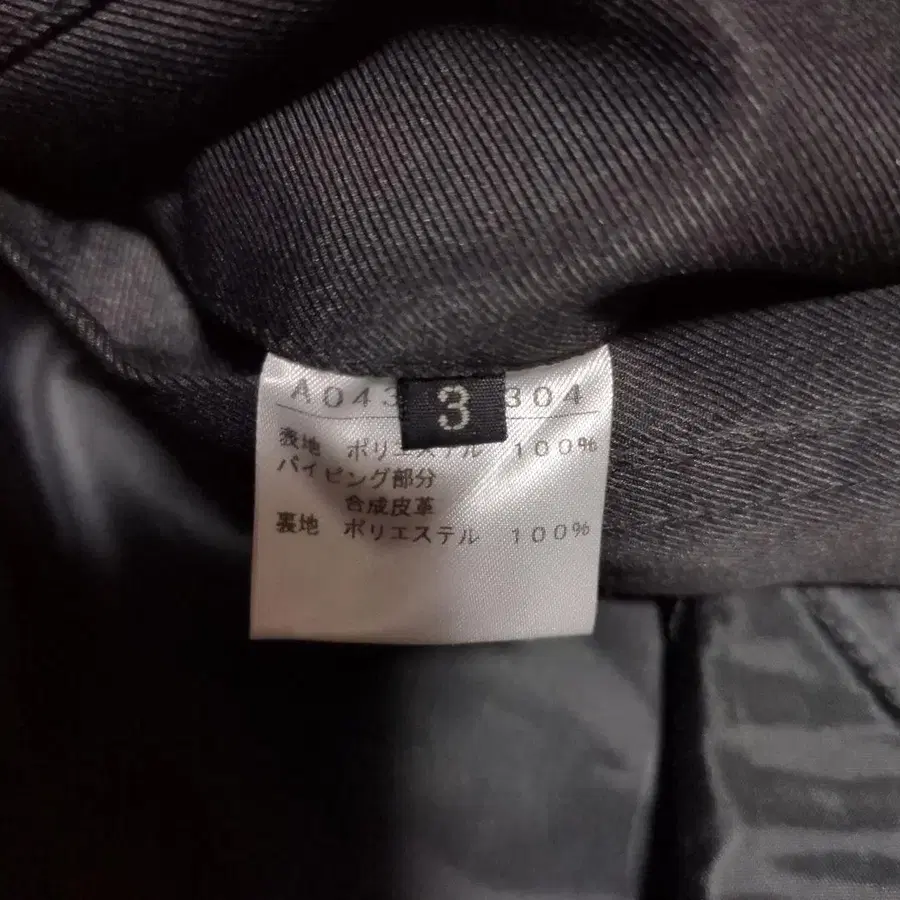 A043
3
304
表地 ポリエステル 100%
パイピング部分
合成皮革
裏地 ポリエステル 100%